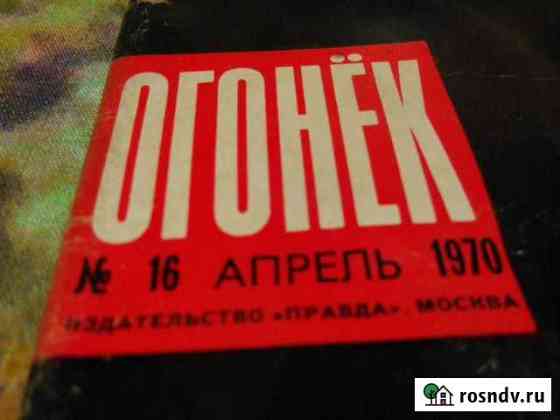 ОГОНЁК
№ 16 АПРЕЛЬ 1970
ИЗДАТЕЛЬСТВО «ПРАВДА». МОСКВА
rosndv.ru